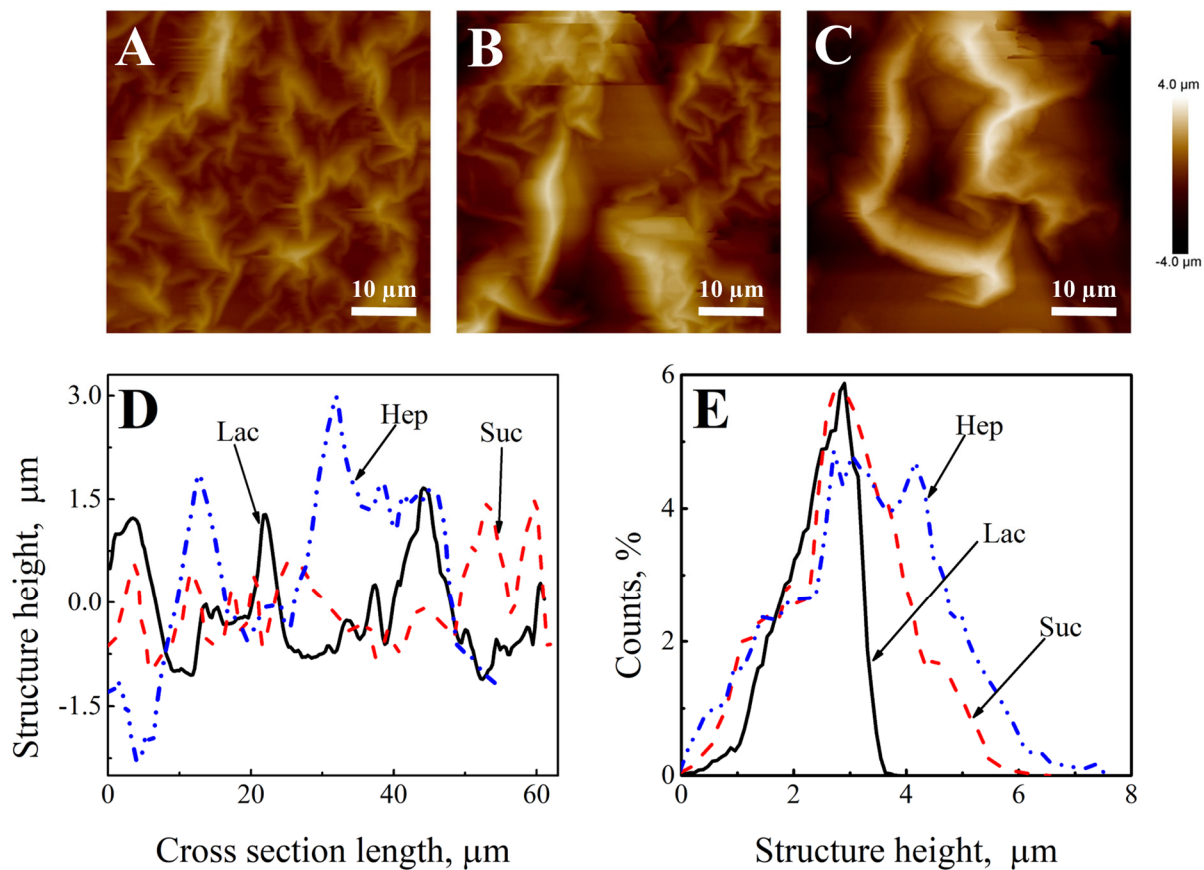 A
B
C
4.0 µm
-4.0 µm
10 µm
10 µm
10 µm
D
Lac
Hep
Suc
3.0
1.5
0.0
-1.5
Structure height, µm
0
20
40
60
Cross section length, µm
E
Hep
Lac
Suc
6
4
2
0
Counts, %
0
2
4
6
8
Structure height, µm